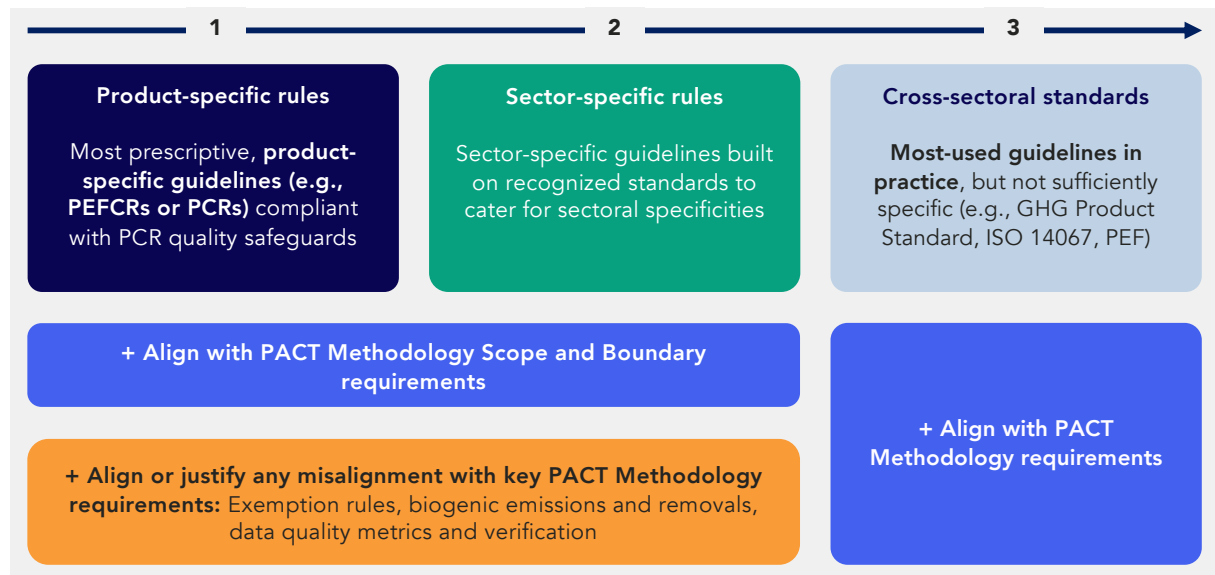 1
2
3
Product-specific rules
Most prescriptive, product-
specific guidelines (e.g.,
PEFCRs or PCRs) compliant
with PCR quality safeguards
Sector-specific rules
Sector-specific guidelines built
on recognized standards to
cater for sectoral specificities
Cross-sectoral standards
Most-used guidelines in
practice, but not sufficiently
specific (e.g., GHG Product
Standard, ISO 14067, PEF)
+ Align with PACT Methodology Scope and Boundary
requirements
+ Align or justify any misalignment with key PACT Methodology
requirements: Exemption rules, biogenic emissions and removals,
data quality metrics and verification
+ Align with PACT
Methodology requirements